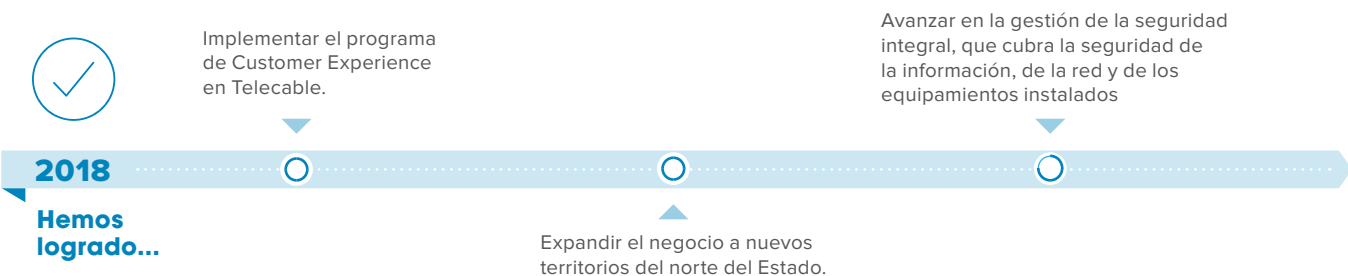 Implementar el programa
de Customer Experience
en Telecable.
Avanzar en la gestión de la seguridad
integral, que cubra la seguridad de
la información, de la red y de los
equipamientos instalados
2018
Hemos
logrado...
Expandir el negocio a nuevos
territorios del norte del Estado.